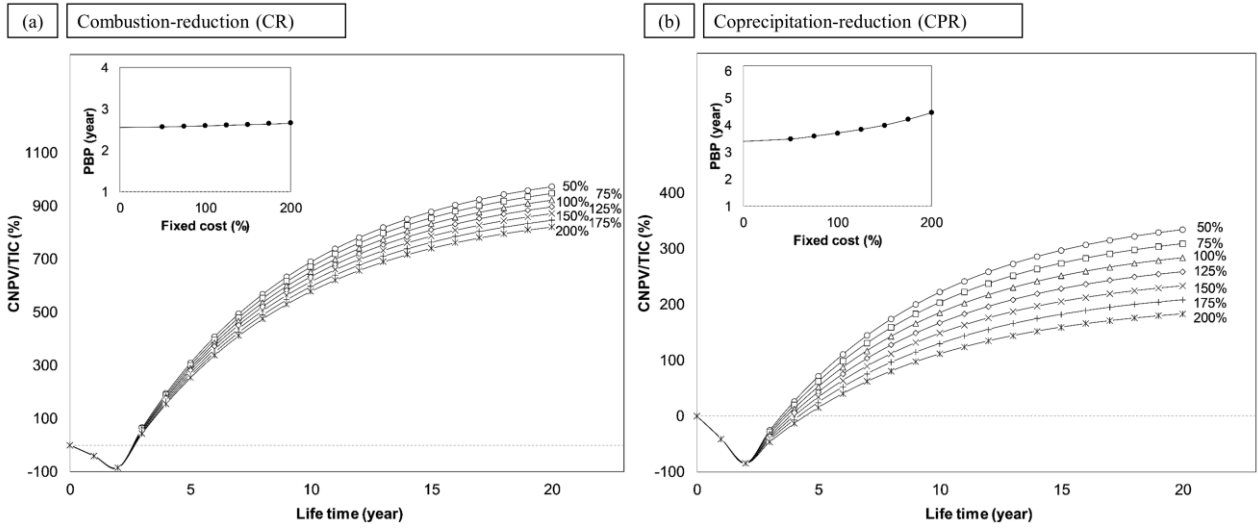 (a) Combustion-reduction (CR)
4
3
2
1
PBP (year)
0 100 200
Fixed cost (%)
1100
900
700
500
300
100
-100
CNPV/TIC (%)
50%
75%
100%
125%
150%
175%
200%
0 5 10 15 20
Life time (year)
(b) Coprecipitation-reduction (CPR)
6
5
4
3
2
1
PBP (year)
0 100 200
Fixed cost (%)
400
300
200
100
0
-100
CNPV/TIC (%)
50%
75%
100%
125%
150%
175%
200%
0 5 10 15 20
Life time (year)